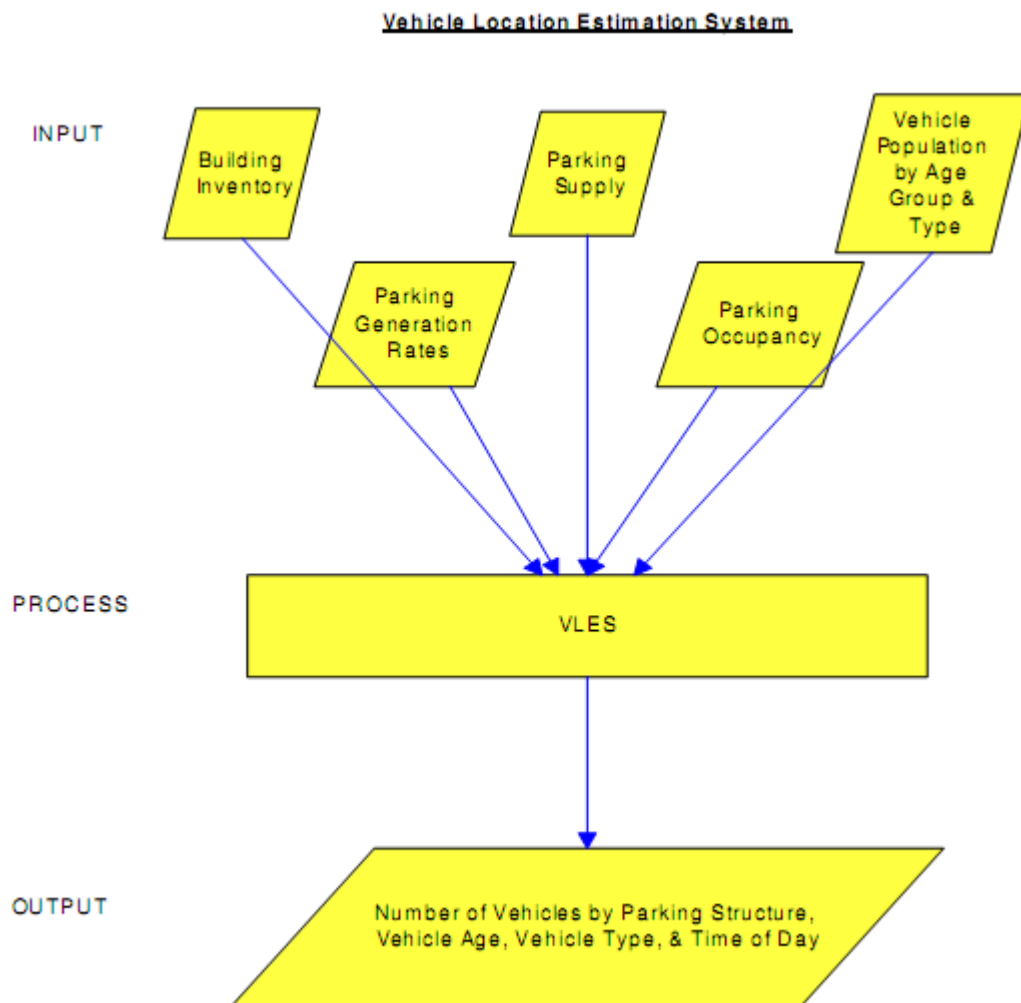 Vehicle Location Estimation System
INPUT
Building
Inventory
Parking
Supply
Vehicle
Population
by Age
Group &
Type
Parking
Generation
Rates
Parking
Occupancy
PROCESS
VLES
OUTPUT
Number of Vehicles by Parking Structure,
Vehicle Age, Vehicle Type, & Time of Day